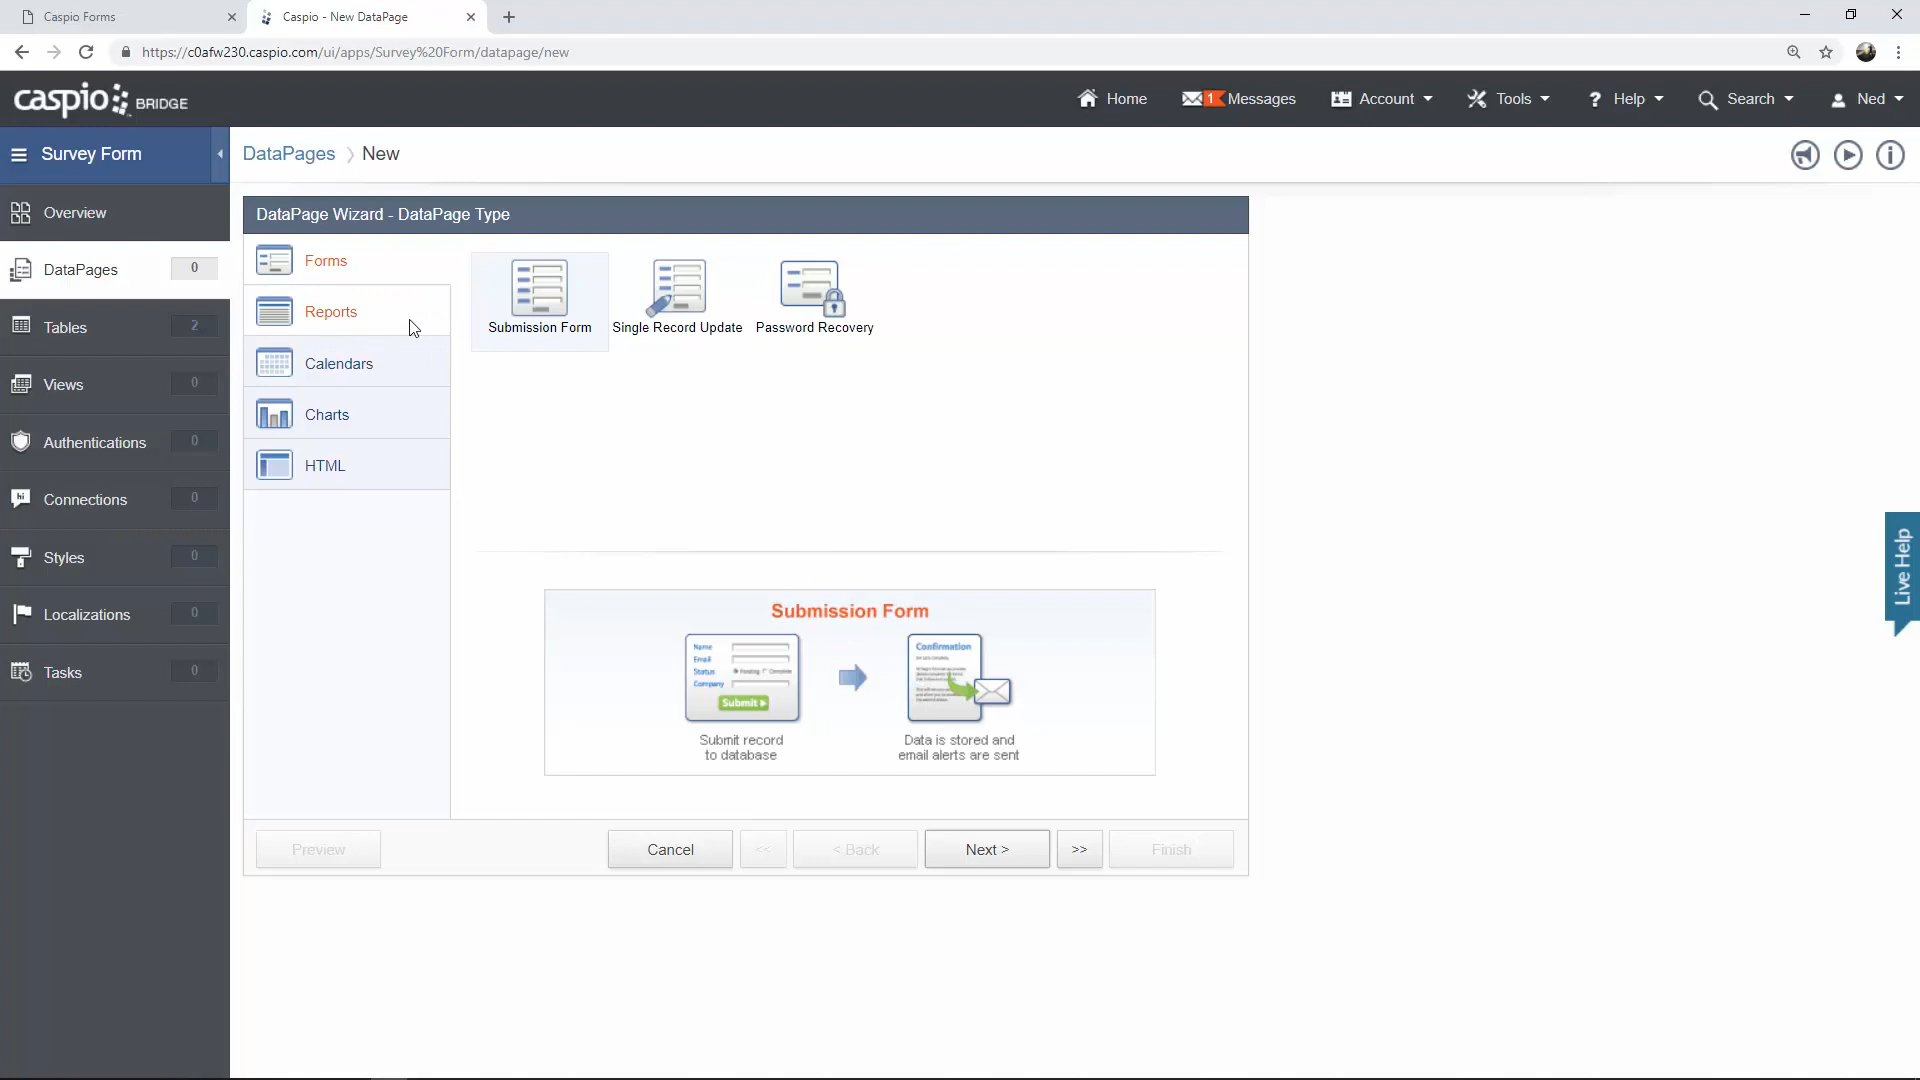 Caspio Forms
Caspio - New DataPage
https://c0afw230.caspio.com/ui/apps/Survey%20Form/datapage/new
caspio BRIDGE
Home
1 Messages
Account
Tools
? Help
Search
Ned
Survey Form
DataPages 〉 New
Overview
DataPages 0
Tables 2
Views 0
Authentications 0
hi Connections 0
Styles 0
Localizations 0
Tasks 0
DataPage Wizard - DataPage Type
Forms
Reports
Calendars
Charts
HTML
Submission Form
Single Record Update
Password Recovery
Submission Form
Name
Email
Status Pending Complete
Company
Submit
Confirmation
Submit record
to database
Data is stored and
email alerts are sent
Preview
Cancel
<<
< Back
Next >
>>
Finish
Live Help